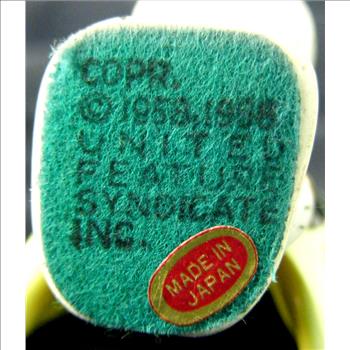 COPR.
© 1958, 1966
UNITED
FEATURE
SYNDICATE
INC.
MADE IN
JAPAN